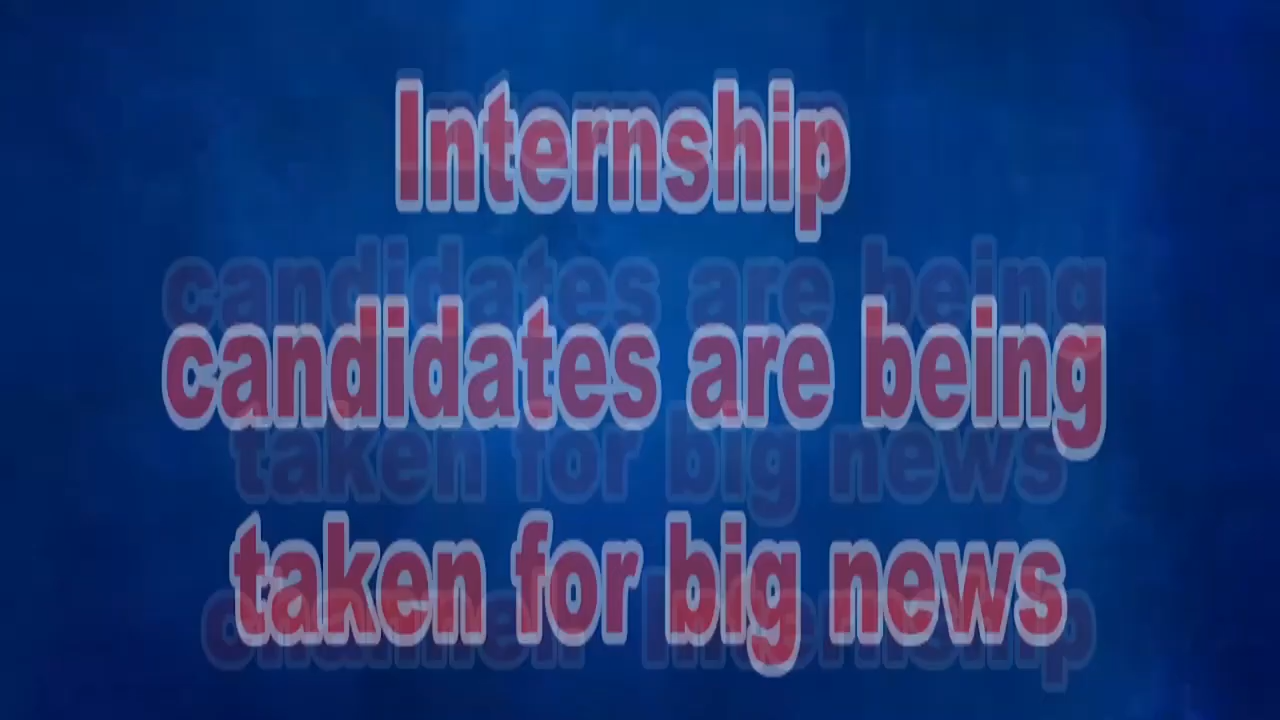 Internship
candidates are being
taken for big news